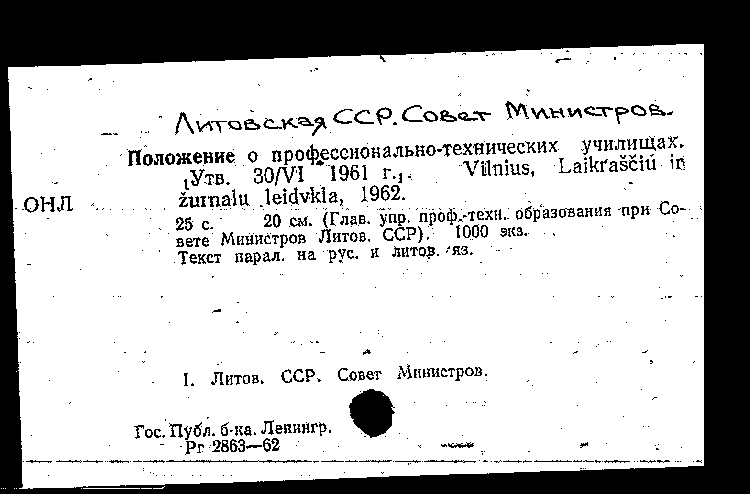 Литовская ССР. Совет Министров.
Положение о профессионально-технических училищах.
[Утв. 30/VI 1961 г.]. Vilnius, Laikraščiu ir
ОНЛ
žurnalu leidykla, 1962.
25 с. 20 см. (Глав. упр. проф.-техн. образования при Со-
вете Министров Литов. ССР). 1000 экз.
Текст парал. на рус. и литов. яз.
I. Литов. ССР. Совет Министров.
Гос. Публ. б-ка. Ленингр.
Рг 2863—62